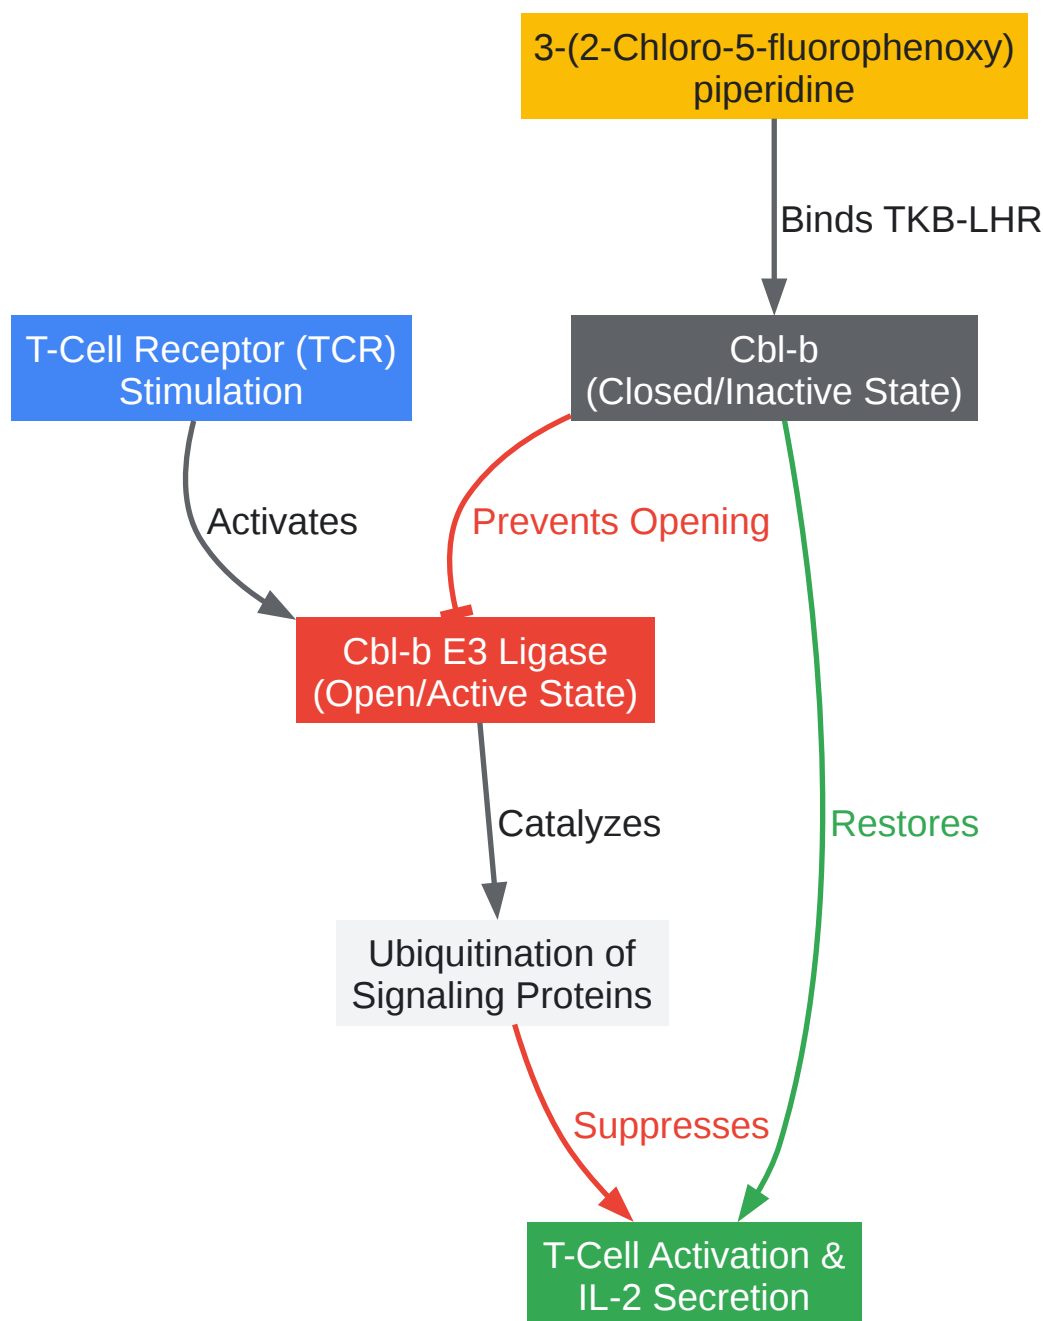 3-(2-Chloro-5-fluorophenoxy)
piperidine
Binds TKB-LHR
T-Cell Receptor (TCR)
Stimulation
Cbl-b
(Closed/Inactive State)
Activates
Prevents Opening
Cbl-b E3 Ligase
(Open/Active State)
Catalyzes
Restores
Ubiquitination of
Signaling Proteins
Suppresses
T-Cell Activation &
IL-2 Secretion